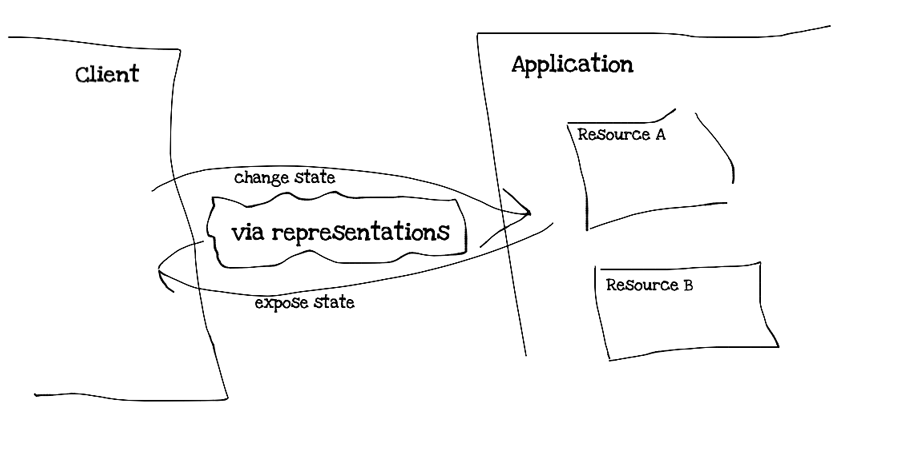 Client
Application
Resource A
change state
via representations
expose state
Resource B